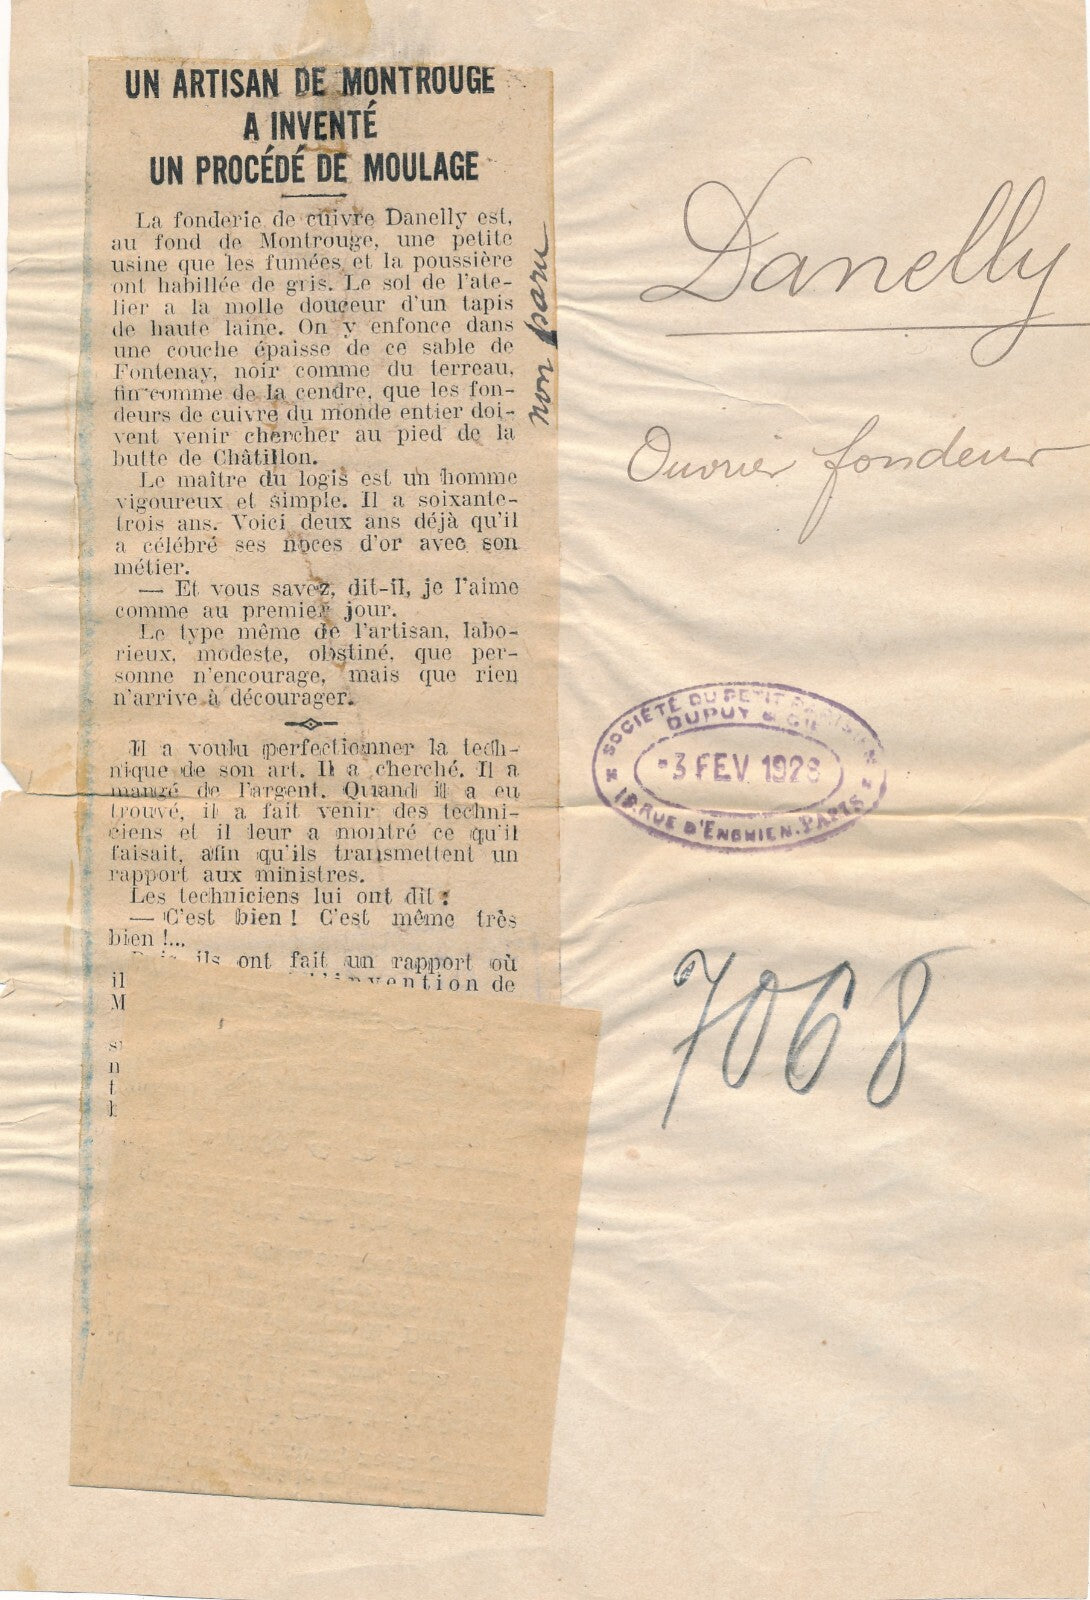 UN ARTISAN DE MONTROUGE
A INVENTÉ
UN PROCÉDÉ DE MOULAGE
La fonderie de cuivre Danelly est,
au fond de Montrouge, une petite
usine que les fumées et la poussière
ont habillée de gris. Le sol de l'ate-
lier a la molle douceur d'un tapis
de haute laine. On y enfonce dans
une couche épaisse de ce sable de
Fontenay, noir comme du terreau,
fin comme de la cendre, que les fon-
deurs de cuivre du monde entier doi-
vent venir chercher au pied de la
butte de Châtillon.
Le maître du logis est un homme
vigoureux et simple. Il a soixante-
trois ans. Voici deux ans déjà qu'il
a célébré ses noces d'or avec son
métier.
— Et vous savez, dit-il, je l'aime
comme au premier jour.
Le type même de l'artisan, labo-
rieux, modeste, obstiné, que per-
sonne n'encourage, mais que rien
n'arrive à décourager.
Il a voulu perfectionner la tech-
nique de son art. Il a cherché. Il a
mangé de l'argent. Quand il a eu
trouvé, il a fait venir des techni-
ciens et il leur a montré ce qu'il
faisait, afin qu'ils transmettent un
rapport aux ministres.
Les techniciens lui ont dit :
— C'est bien ! C'est même très
bien !...
ils ont fait un rapport où
il l'invention de
M
s
n
t
non paru
Danelly
Ouvrier fondeur
SOCIÉTÉ DU PETIT PARISIEN
DUPUY & CIE
3 FEV 1928
18, RUE D'ENGHIEN, PARIS
7068